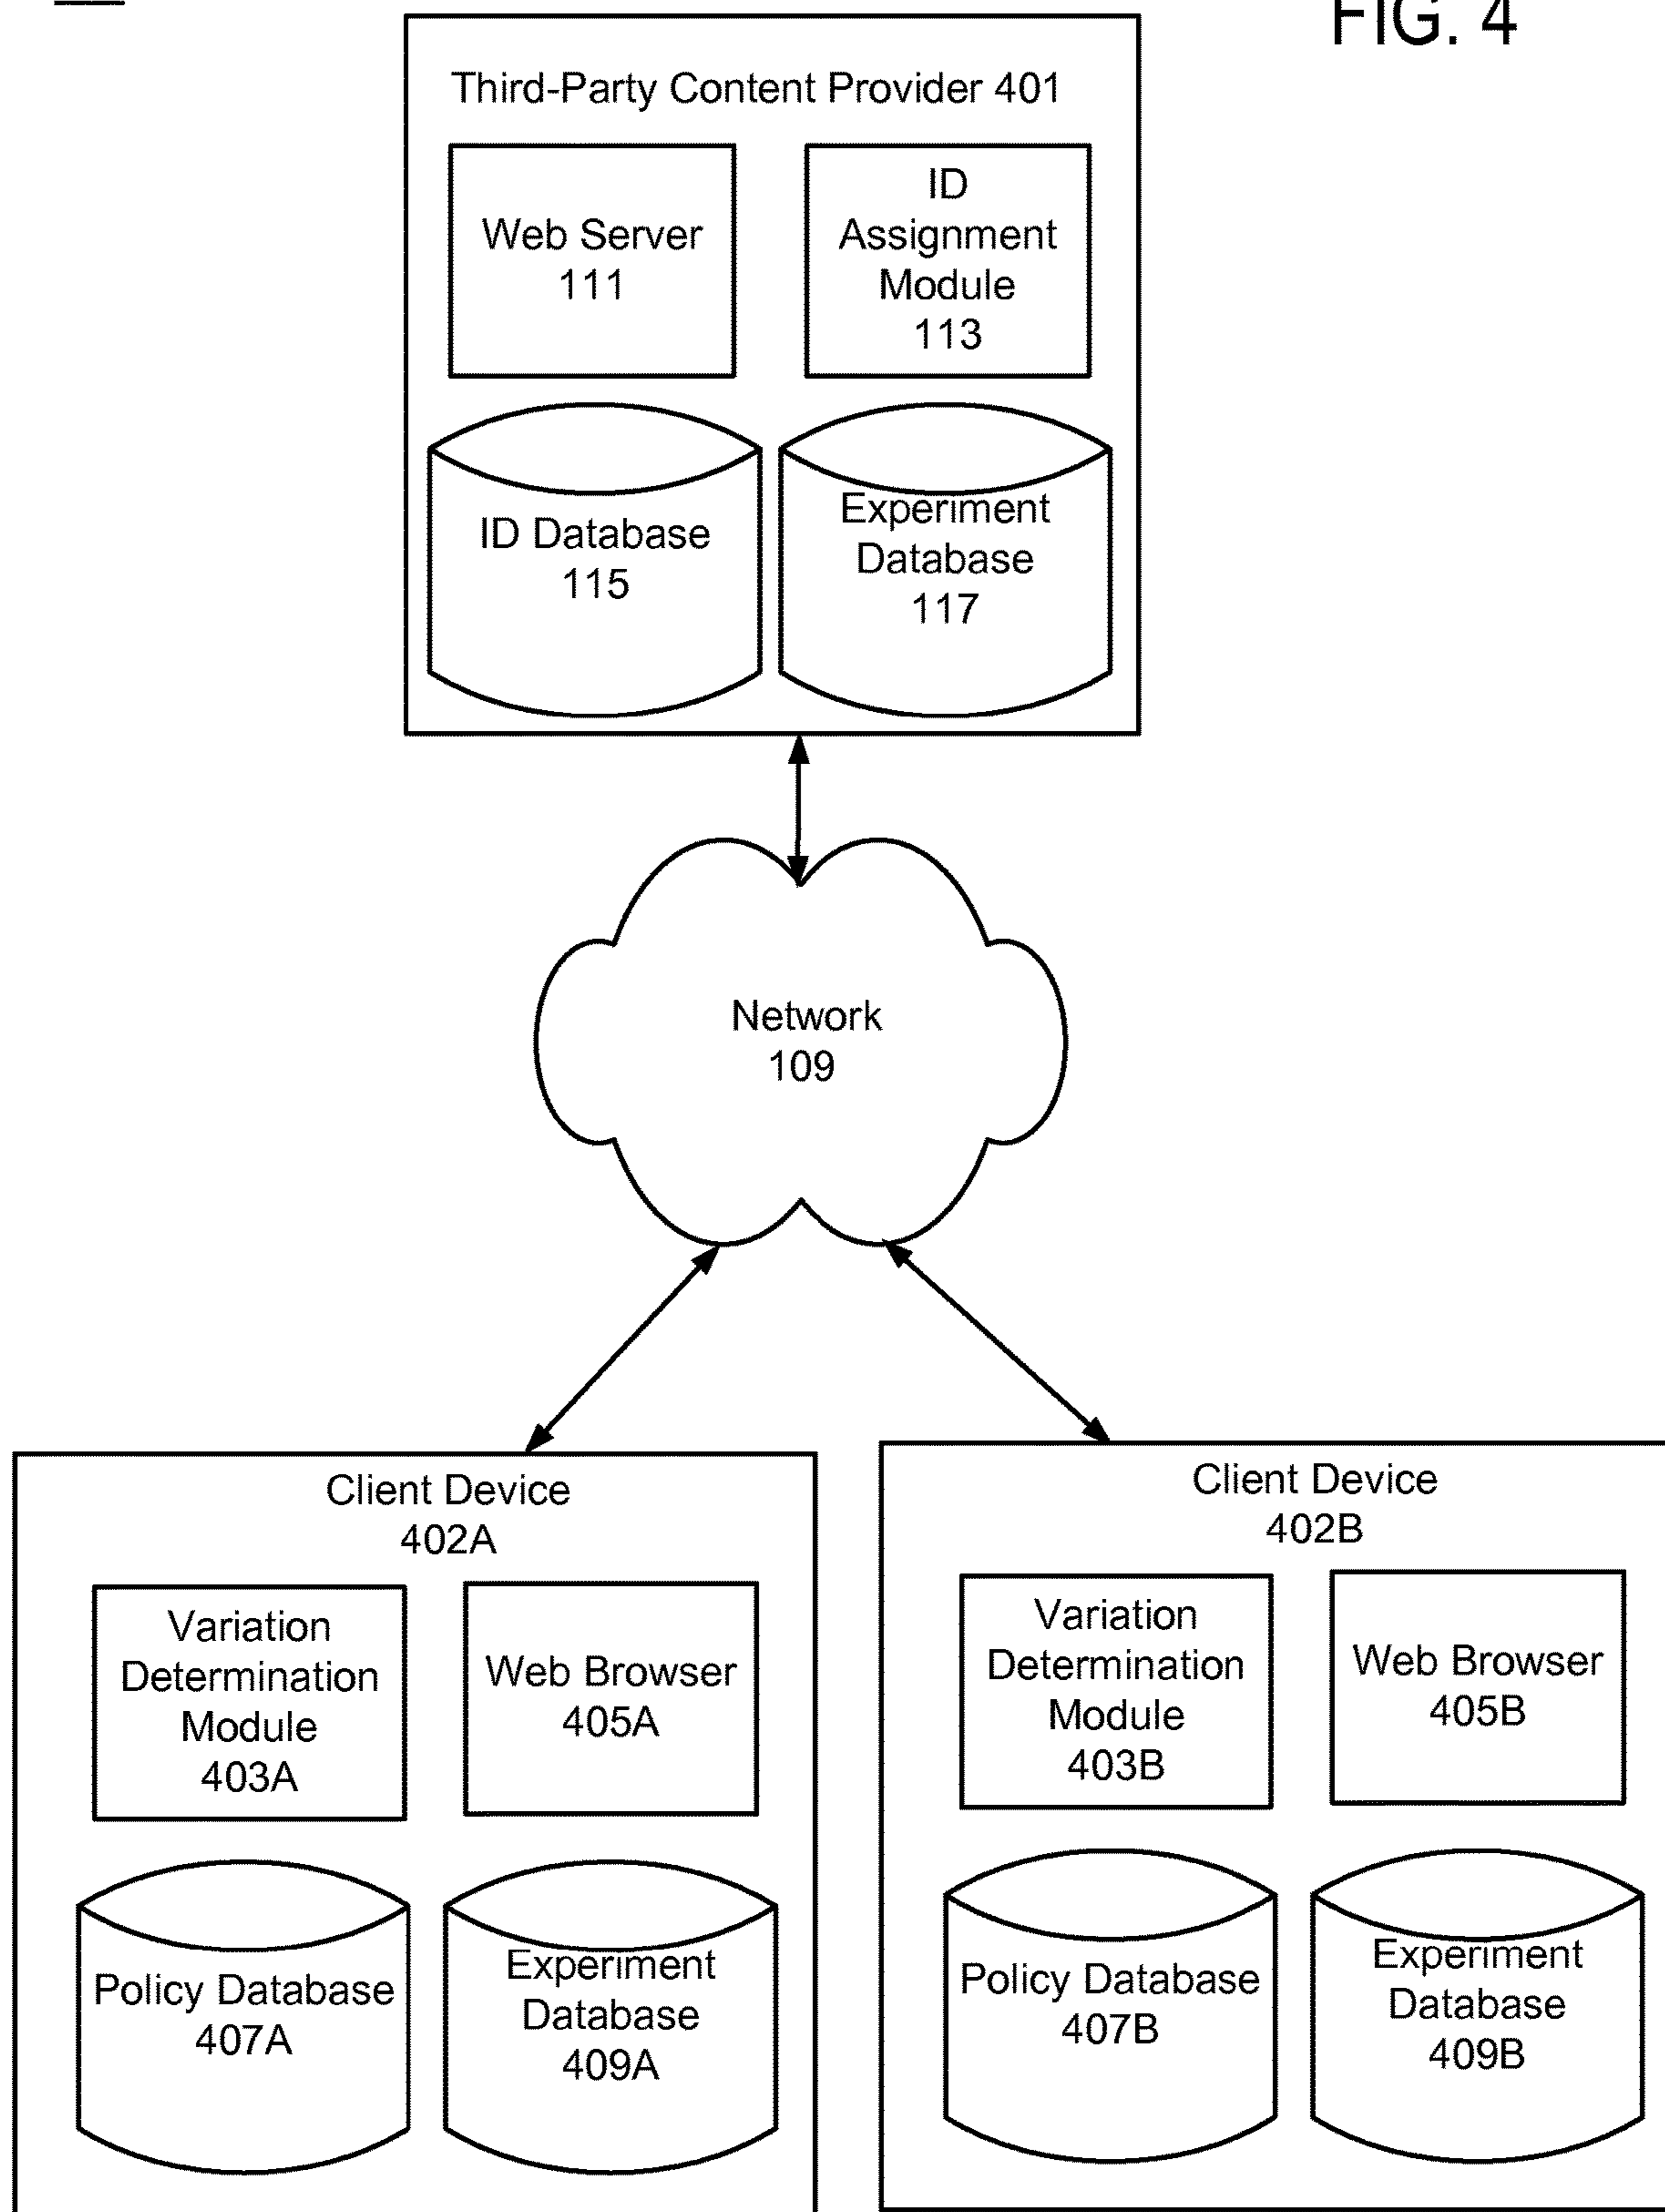 FIG. 4
Third-Party Content Provider 401
Web Server
111
ID
Assignment
Module
113
ID Database
115
Experiment
Database
117
Network
109
Client Device
402A
Variation
Determination
Module
403A
Web Browser
405A
Policy Database
407A
Experiment
Database
409A
Client Device
402B
Variation
Determination
Module
403B
Web Browser
405B
Policy Database
407B
Experiment
Database
409B